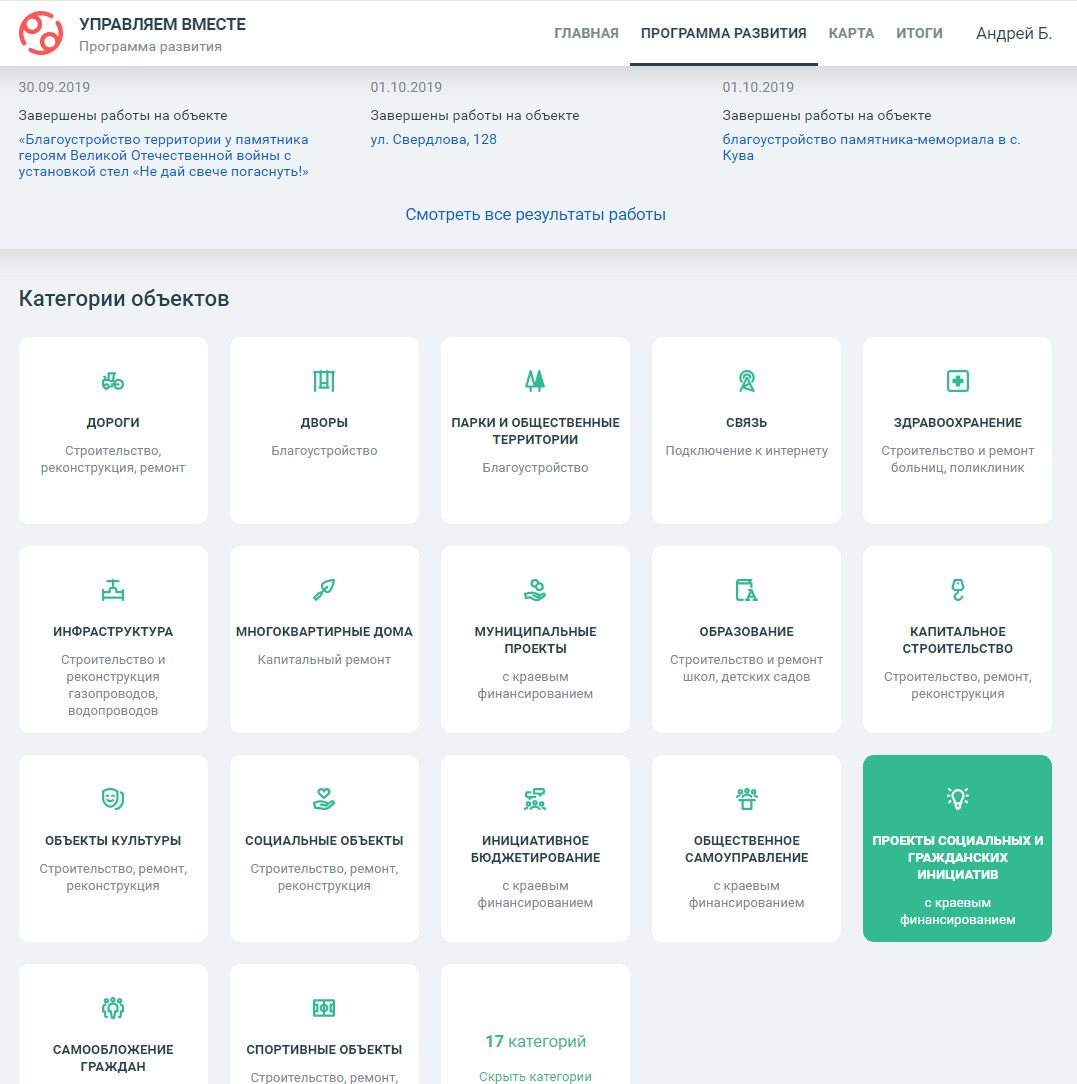 УПРАВЛЯЕМ ВМЕСТЕ
Программа развития
ГЛАВНАЯ ПРОГРАММА РАЗВИТИЯ КАРТА ИТОГИ Андрей Б.
30.09.2019
Завершены работы на объекте
«Благоустройство территории у памятника
героям Великой Отечественной войны с
установкой стел «Не дай свече погаснуть!»
01.10.2019
Завершены работы на объекте
ул. Свердлова, 128
01.10.2019
Завершены работы на объекте
благоустройство памятника-мемориала в с.
Кува
Смотреть все результаты работы
Категории объектов
ДОРОГИ
Строительство,
реконструкция, ремонт
ДВОРЫ
Благоустройство
ПАРКИ И ОБЩЕСТВЕННЫЕ
ТЕРРИТОРИИ
Благоустройство
СВЯЗЬ
Подключение к интернету
ЗДРАВООХРАНЕНИЕ
Строительство и ремонт
больниц, поликлиник
ИНФРАСТРУКТУРА
Строительство и
реконструкция
газопроводов,
водопроводов
МНОГОКВАРТИРНЫЕ ДОМА
Капитальный ремонт
МУНИЦИПАЛЬНЫЕ
ПРОЕКТЫ
с краевым
финансированием
ОБРАЗОВАНИЕ
Строительство и ремонт
школ, детских садов
КАПИТАЛЬНОЕ
СТРОИТЕЛЬСТВО
Строительство, ремонт,
реконструкция
ОБЪЕКТЫ КУЛЬТУРЫ
Строительство, ремонт,
реконструкция
СОЦИАЛЬНЫЕ ОБЪЕКТЫ
Строительство, ремонт,
реконструкция
ИНИЦИАТИВНОЕ
БЮДЖЕТИРОВАНИЕ
с краевым
финансированием
ОБЩЕСТВЕННОЕ
САМОУПРАВЛЕНИЕ
с краевым
финансированием
ПРОЕКТЫ СОЦИАЛЬНЫХ И
ГРАЖДАНСКИХ
ИНИЦИАТИВ
с краевым
финансированием
САМООБЛОЖЕНИЕ
ГРАЖДАН
СПОРТИВНЫЕ ОБЪЕКТЫ
Строительство, ремонт,
17 категорий
Скрыть категории